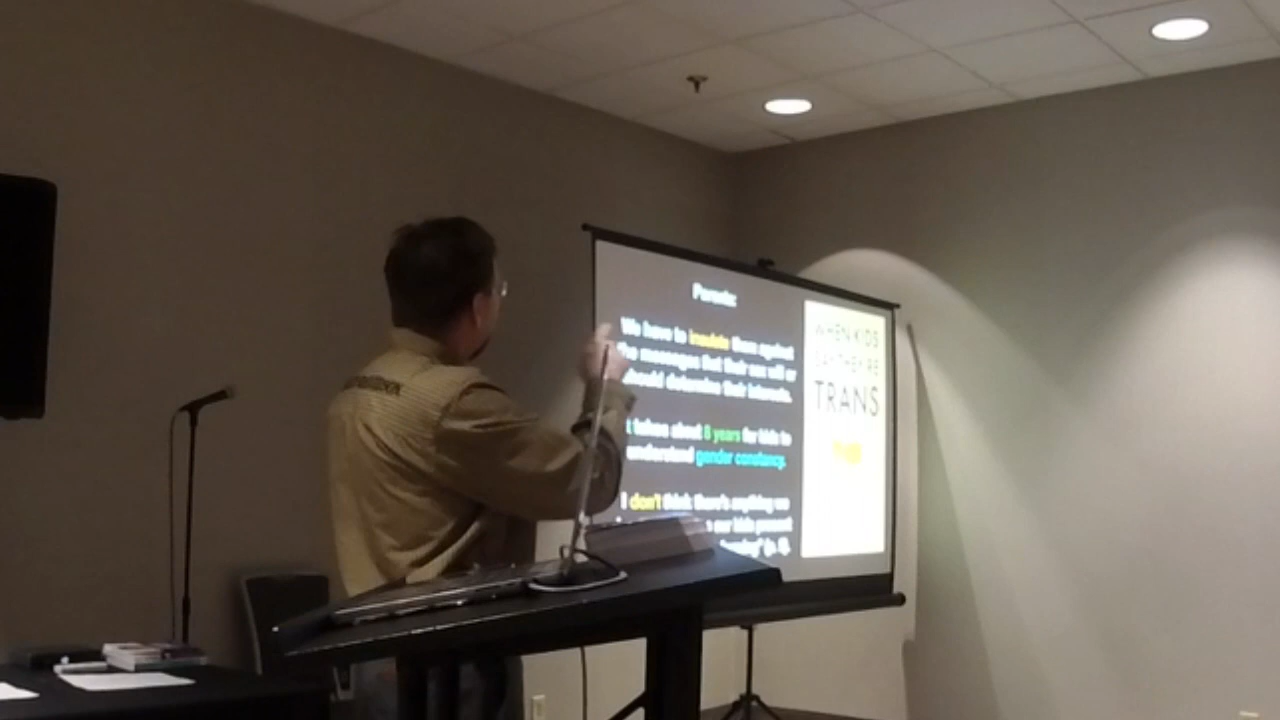 Parents:
We have to insulate them against
the messages that their sex will or
should determine their interests.
takes about 8 years for kids to
understand gender constancy.
I don't think there's anything we
our kids present
WHEN KIDS
SAY THEY'RE
TRANS